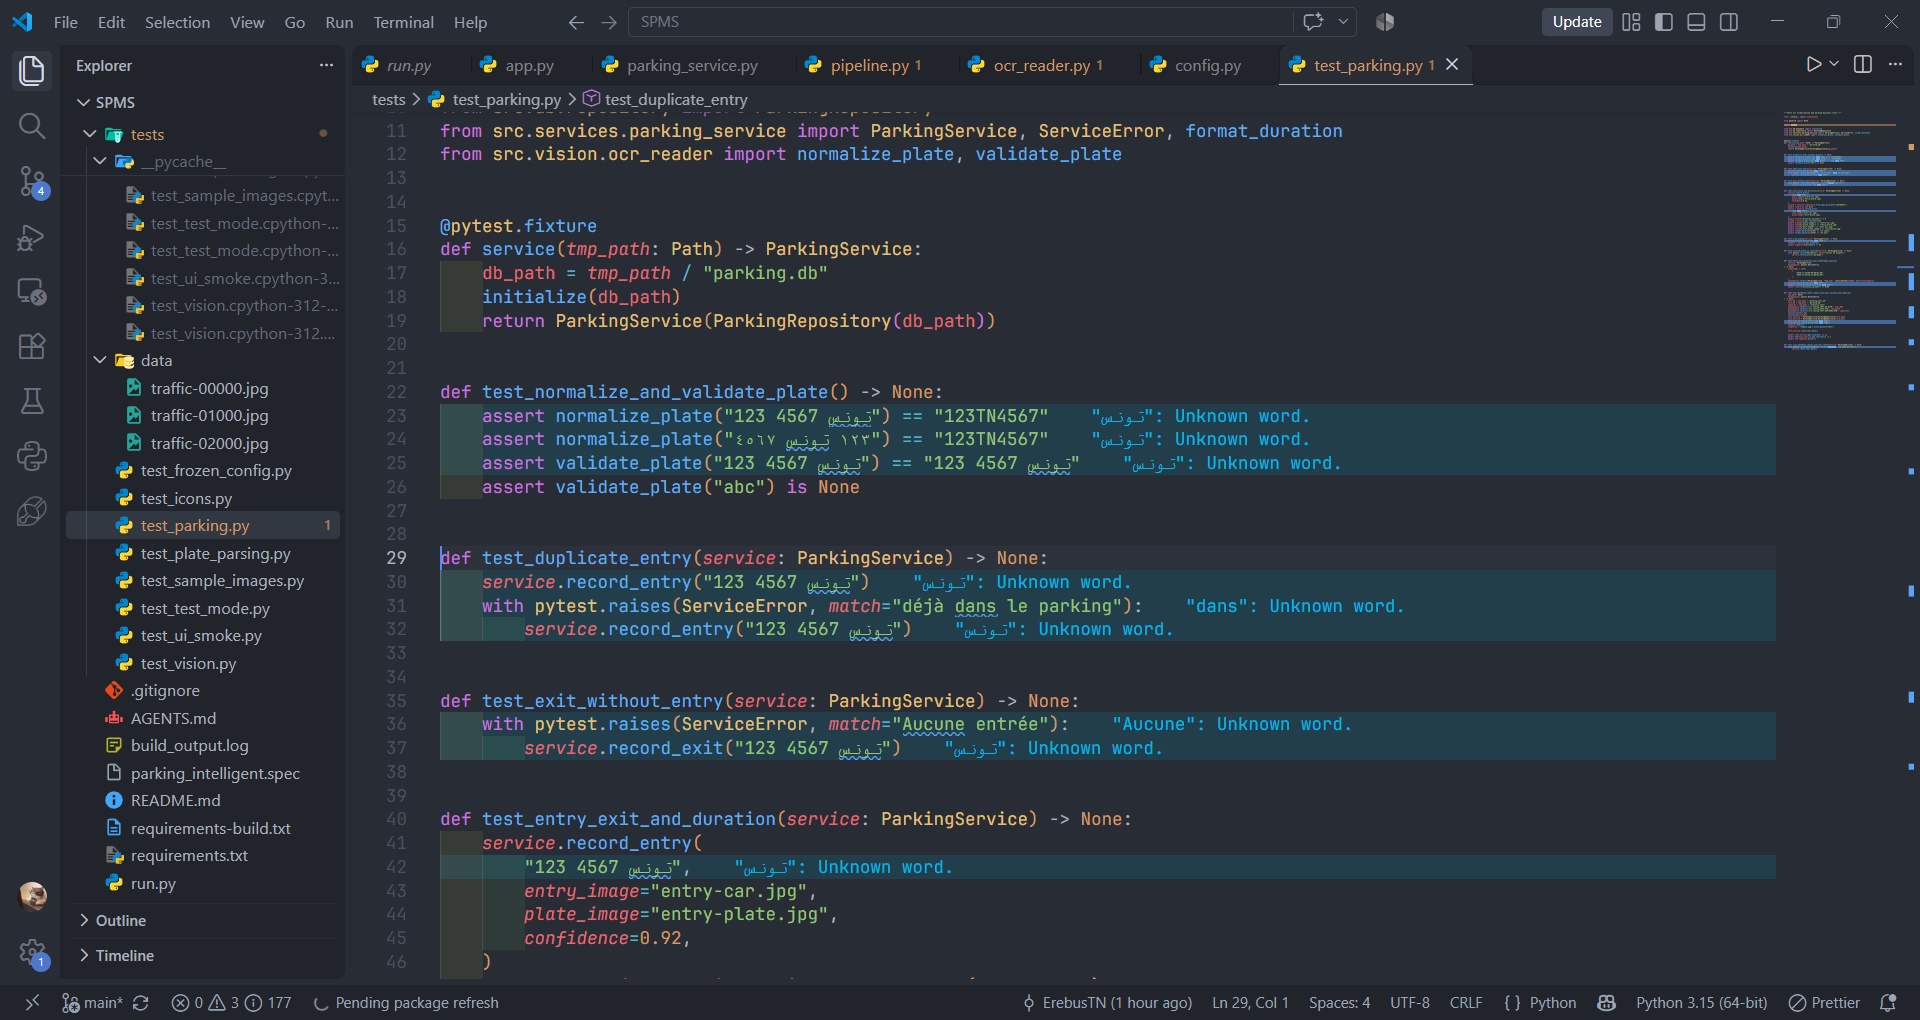 File Edit Selection View Go Run Terminal Help
SPMS
Update
Explorer
SPMS
tests
__pycache__
test_sample_images.cpyt...
test_test_mode.cpython-...
test_test_mode.cpython-...
test_ui_smoke.cpython-3...
test_vision.cpython-312-...
test_vision.cpython-312....
data
traffic-00000.jpg
traffic-01000.jpg
traffic-02000.jpg
test_frozen_config.py
test_icons.py
test_parking.py 1
test_plate_parsing.py
test_sample_images.py
test_test_mode.py
test_ui_smoke.py
test_vision.py
.gitignore
AGENTS.md
build_output.log
parking_intelligent.spec
README.md
requirements-build.txt
requirements.txt
run.py
Outline
Timeline
4
1
run.py app.py parking_service.py pipeline.py 1 ocr_reader.py 1 config.py test_parking.py 1
tests > test_parking.py > test_duplicate_entry
11 from src.services.parking_service import ParkingService, ServiceError, format_duration
12 from src.vision.ocr_reader import normalize_plate, validate_plate
13
14
15 @pytest.fixture
16 def service(tmp_path: Path) -> ParkingService:
17 db_path = tmp_path / "parking.db"
18 initialize(db_path)
19 return ParkingService(ParkingRepository(db_path))
20
21
22 def test_normalize_and_validate_plate() -> None:
23 assert normalize_plate("123 تونس 4567") == "123TN4567" "تونس": Unknown word.
24 assert normalize_plate("١٢٣ تونس ٤٥٦٧") == "123TN4567" "تونس": Unknown word.
25 assert validate_plate("123 تونس 4567") == "123 تونس 4567" "تونس": Unknown word.
26 assert validate_plate("abc") is None
27
28
29 def test_duplicate_entry(service: ParkingService) -> None:
30 service.record_entry("123 تونس 4567") "تونس": Unknown word.
31 with pytest.raises(ServiceError, match="déjà dans le parking"): "dans": Unknown word.
32 service.record_entry("123 تونس 4567") "تونس": Unknown word.
33
34
35 def test_exit_without_entry(service: ParkingService) -> None:
36 with pytest.raises(ServiceError, match="Aucune entrée"): "Aucune": Unknown word.
37 service.record_exit("123 تونس 4567") "تونس": Unknown word.
38
39
40 def test_entry_exit_and_duration(service: ParkingService) -> None:
41 service.record_entry(
42 "123 تونس 4567", "تونس": Unknown word.
43 entry_image="entry-car.jpg",
44 plate_image="entry-plate.jpg",
45 confidence=0.92,
46 )
main* 0 3 177 Pending package refresh ErebusTN (1 hour ago) Ln 29, Col 1 Spaces: 4 UTF-8 CRLF { } Python Python 3.15 (64-bit) Prettier